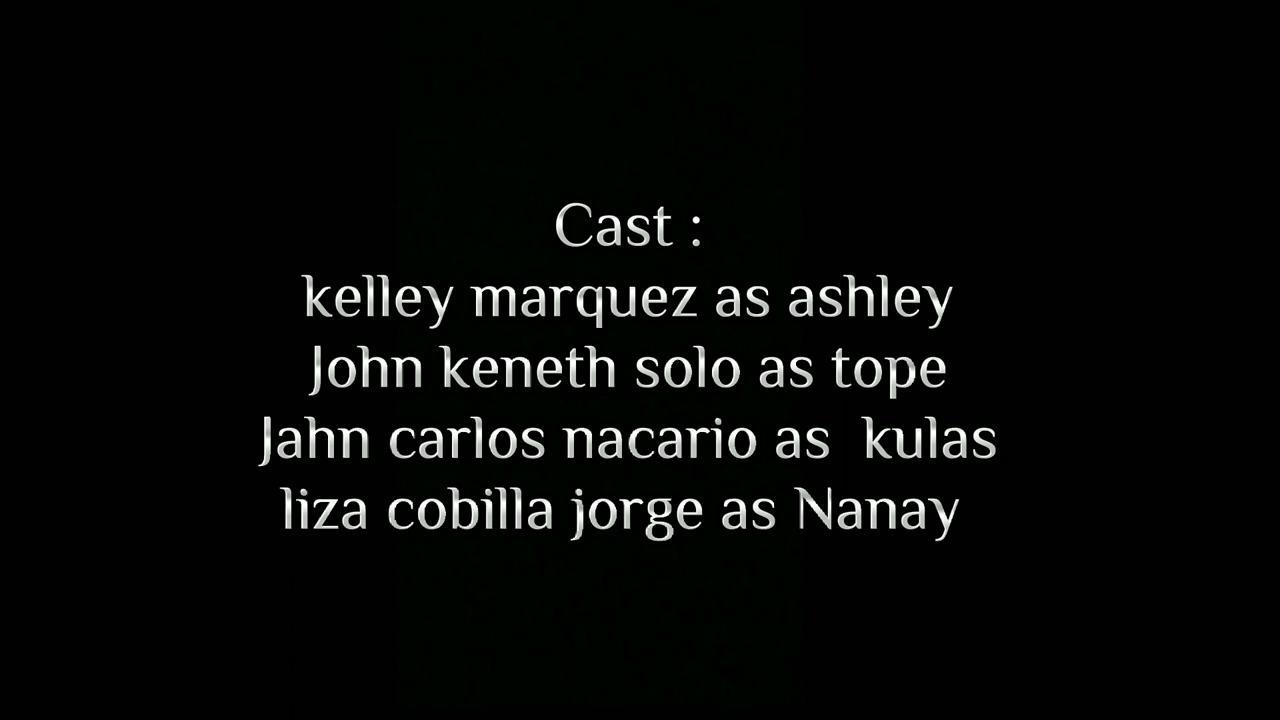 Cast :
kelley marquez as ashley
John keneth solo as tope
Jahn carlos nacario as  kulas
liza cobilla jorge as Nanay